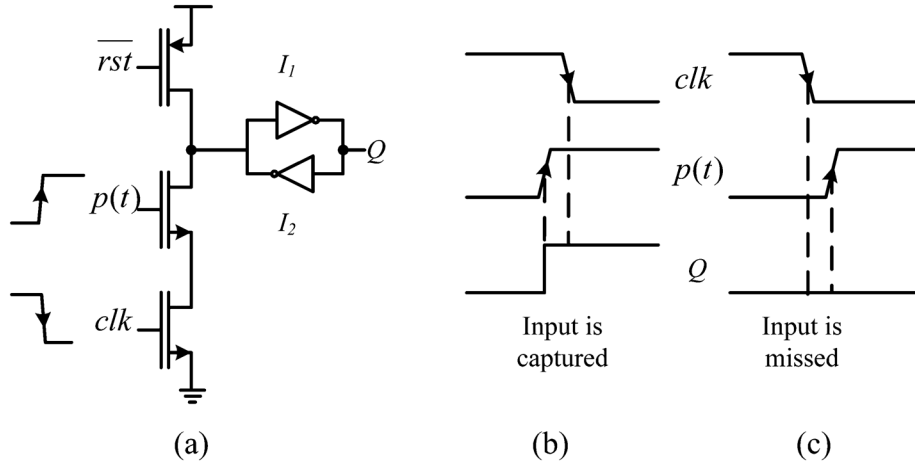 rst
I1
Q
p(t)
I2
clk
(a)
clk
p(t)
Q
Input is
captured
Input is
missed
(b)
(c)